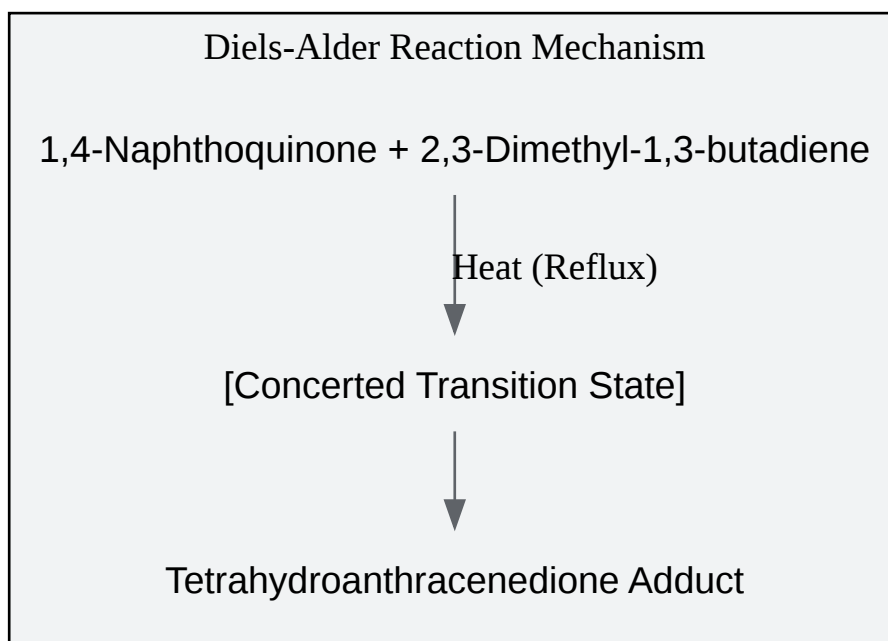 Diels-Alder Reaction Mechanism
1,4-Naphthoquinone + 2,3-Dimethyl-1,3-butadiene
Heat (Reflux)
[Concerted Transition State]
Tetrahydroanthracenedione Adduct